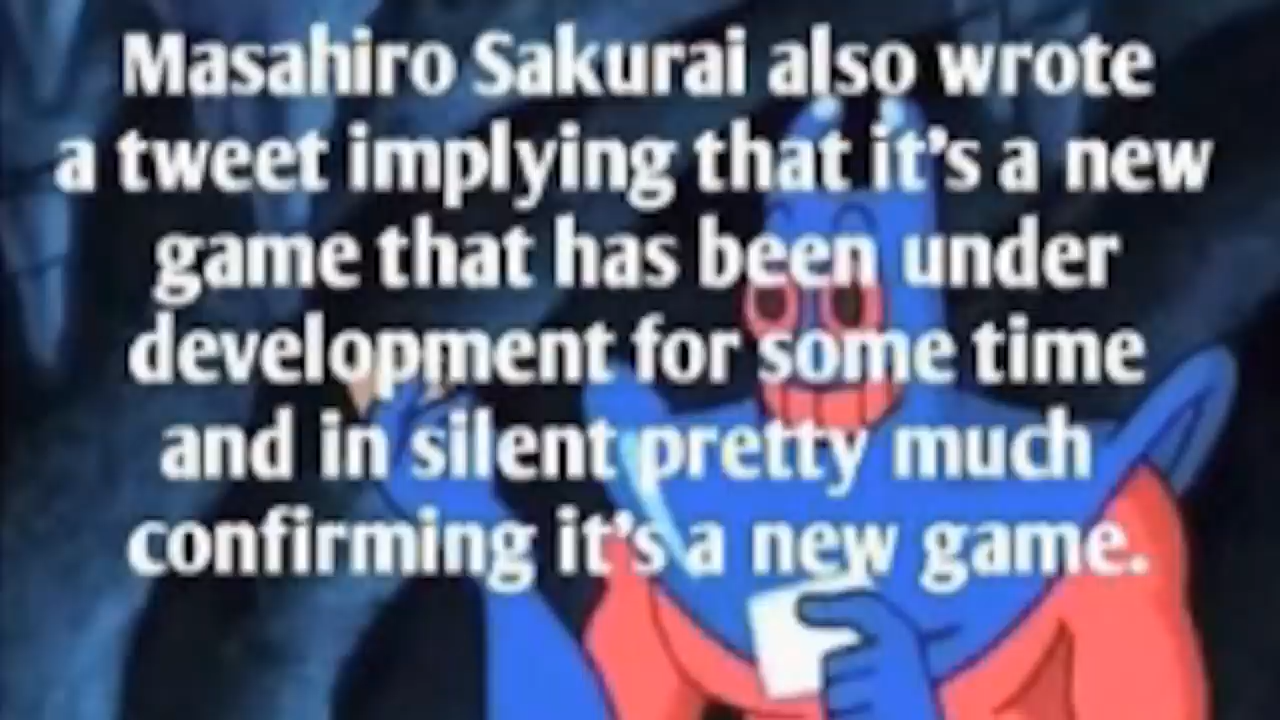 Masahiro Sakurai also wrote
a tweet implying that it's a new
game that has been under
development for some time
and in silent pretty much
confirming it's a new game.